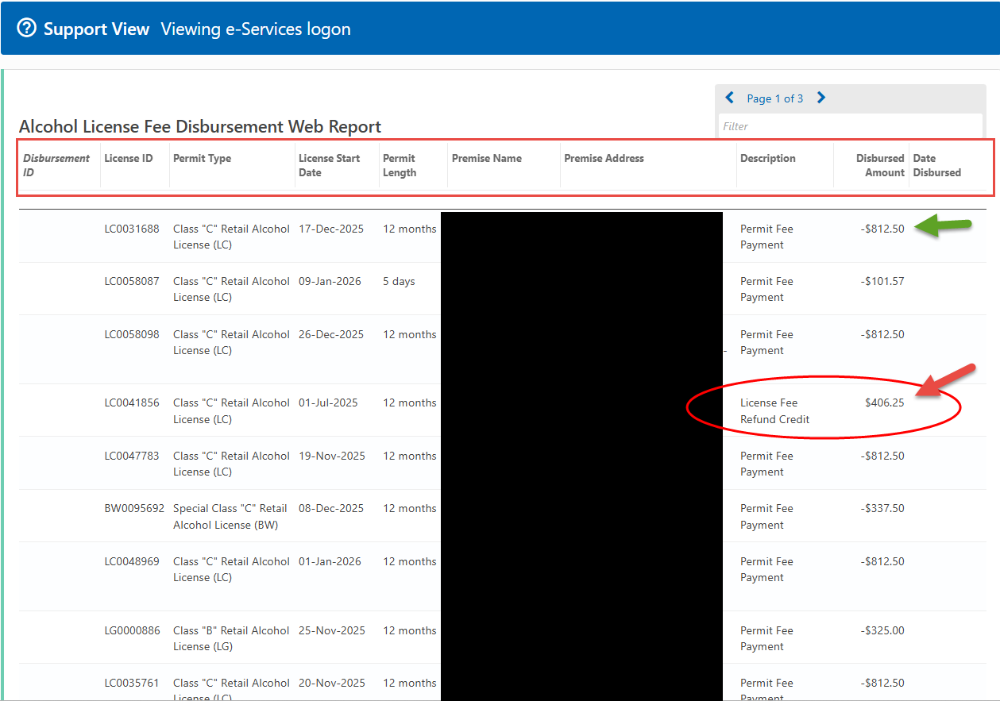 Support View Viewing e-Services logon
Page 1 of 3
Alcohol License Fee Disbursement Web Report
Filter
Disbursement ID License ID Permit Type License Start Date Permit Length Premise Name Premise Address Description Disbursed Amount Date Disbursed
LC0031688 Class "C" Retail Alcohol 17-Dec-2025 12 months Permit Fee -$812.50
License (LC) Payment
LC0058087 Class "C" Retail Alcohol 09-Jan-2026 5 days Permit Fee -$101.57
License (LC) Payment
LC0058098 Class "C" Retail Alcohol 26-Dec-2025 12 months Permit Fee -$812.50
License (LC) - Payment
LC0041856 Class "C" Retail Alcohol 01-Jul-2025 12 months License Fee $406.25
License (LC) Refund Credit
LC0047783 Class "C" Retail Alcohol 19-Nov-2025 12 months Permit Fee -$812.50
License (LC) Payment
BW0095692 Special Class "C" Retail 08-Dec-2025 12 months Permit Fee -$337.50
Alcohol License (BW) Payment
LC0048969 Class "C" Retail Alcohol 01-Jan-2026 12 months Permit Fee -$812.50
License (LC) Payment
LG0000886 Class "B" Retail Alcohol 25-Nov-2025 12 months Permit Fee -$325.00
License (LG) Payment
LC0035761 Class "C" Retail Alcohol 20-Nov-2025 12 months Permit Fee -$812.50
License (LC) Payment